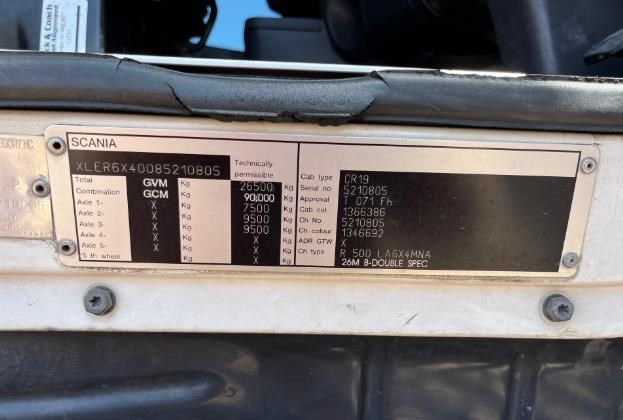 k & Coach
SCANIA
XLER6X40085210805
Technically
permissible
Total GVM Kg 26500 Kg
Combination GCM Kg 90,000 Kg
Axle 1- X Kg 7500 Kg
Axle 2- X Kg 9500 Kg
Axle 3- X Kg 9500 Kg
Axle 4- X Kg X Kg
Axle 5- X Kg X Kg
5 th wheel X Kg X Kg
Cab type CR19
Serial no 5210805
Approval T 071 Fh
Cab col 1366386
Ch No 5210805
Ch colour 1346692
ADR GTW X
Ch type R 500 LA6X4MNA
26M B-DOUBLE SPEC